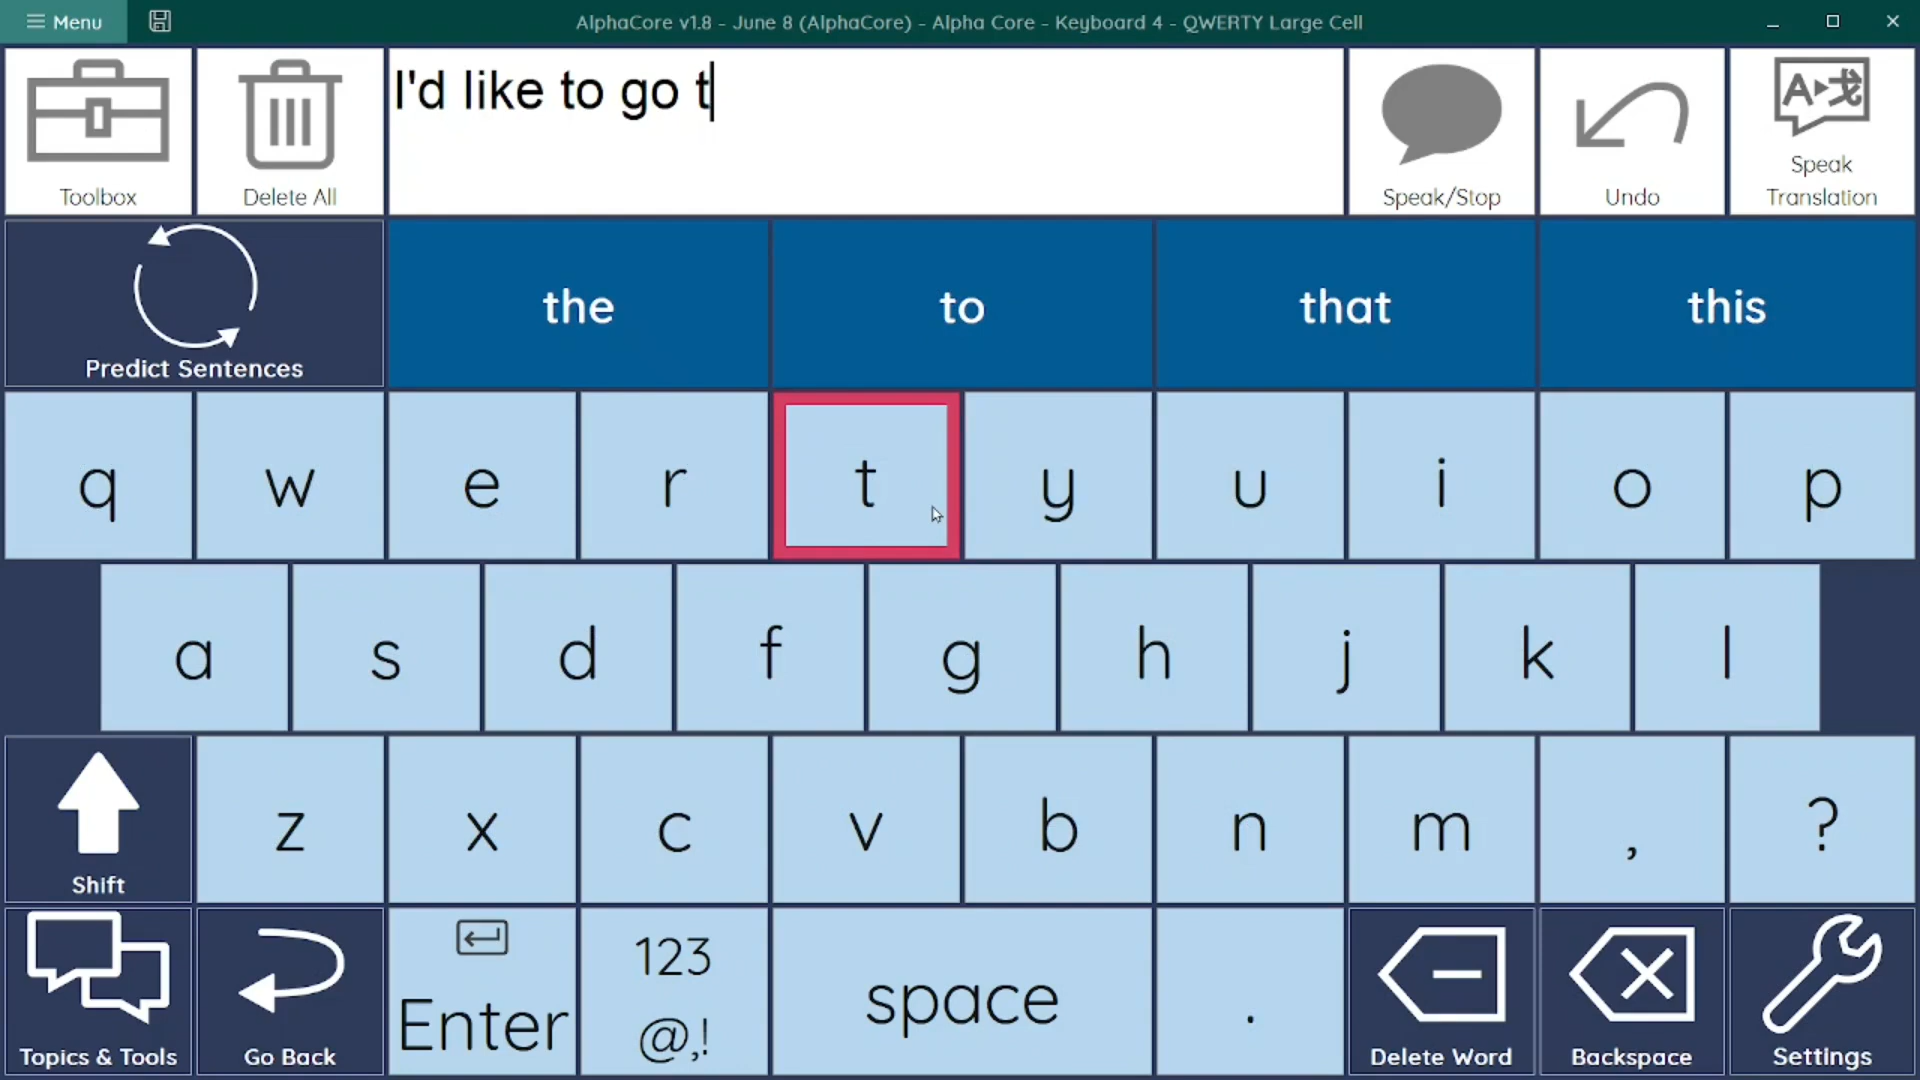 Menu
AlphaCore v1.8 - June 8 (AlphaCore) - Alpha Core - Keyboard 4 - QWERTY Large Cell
I'd like to go t
Toolbox
Delete All
Speak/Stop
Undo
A 戈
Speak
Translation
Predict Sentences
the to that this
q w e r t y u i o p
a s d f g h j k l
Shift
z x c v b n m , ?
Topics & Tools
Go Back
Enter
123
@,!
space
.
Delete Word
Backspace
Settings